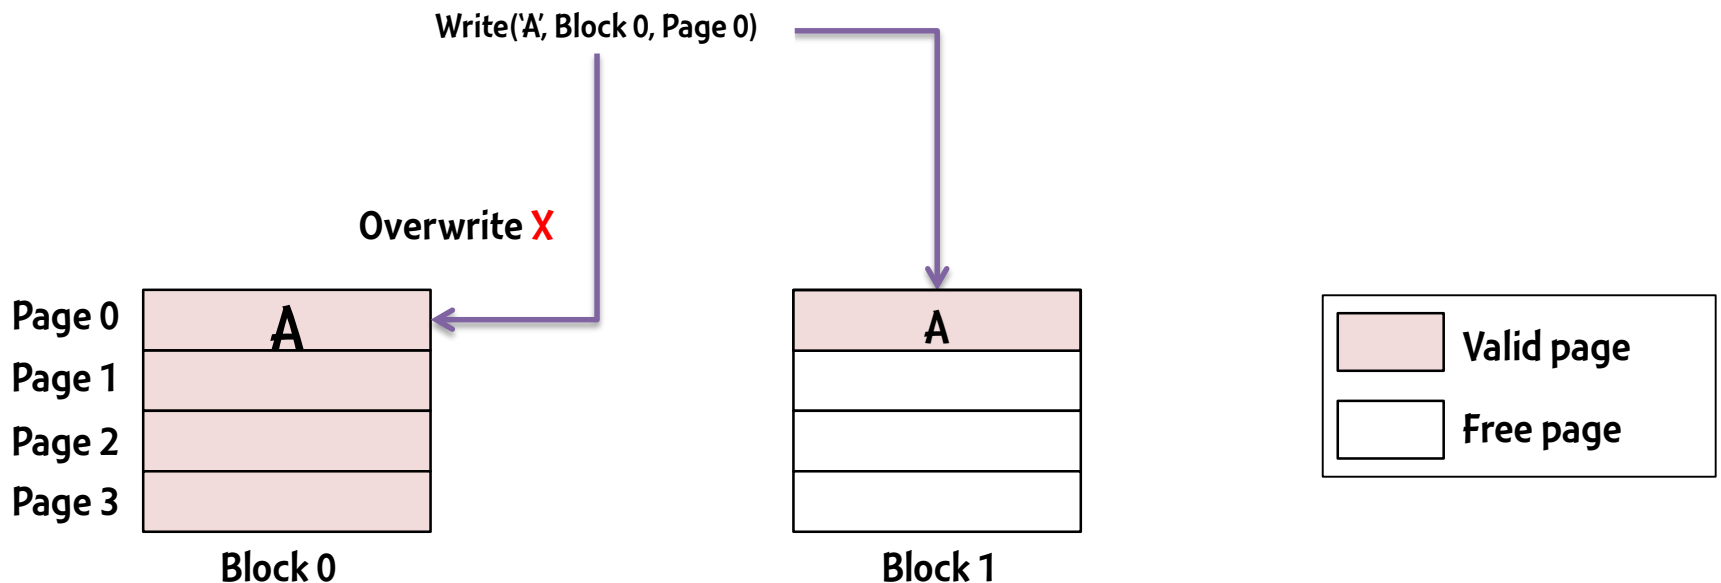 Write(‘A’, Block 0, Page 0)
Overwrite X
Page 0
A
A
Page 1
Page 2
Page 3
Block 0
Block 1
Valid page
Free page